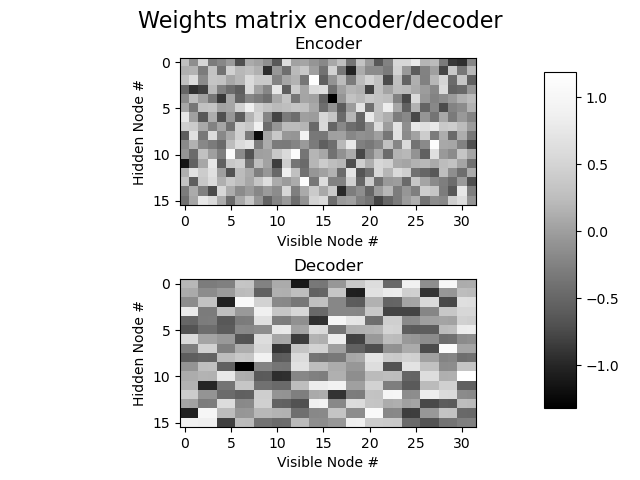 Weights matrix encoder/decoder
Encoder
0
5
10
15
Hidden Node #
0 5 10 15 20 25 30
Visible Node #
Decoder
0
5
10
15
Hidden Node #
0 5 10 15 20 25 30
Visible Node #
1.0
0.5
0.0
−0.5
−1.0